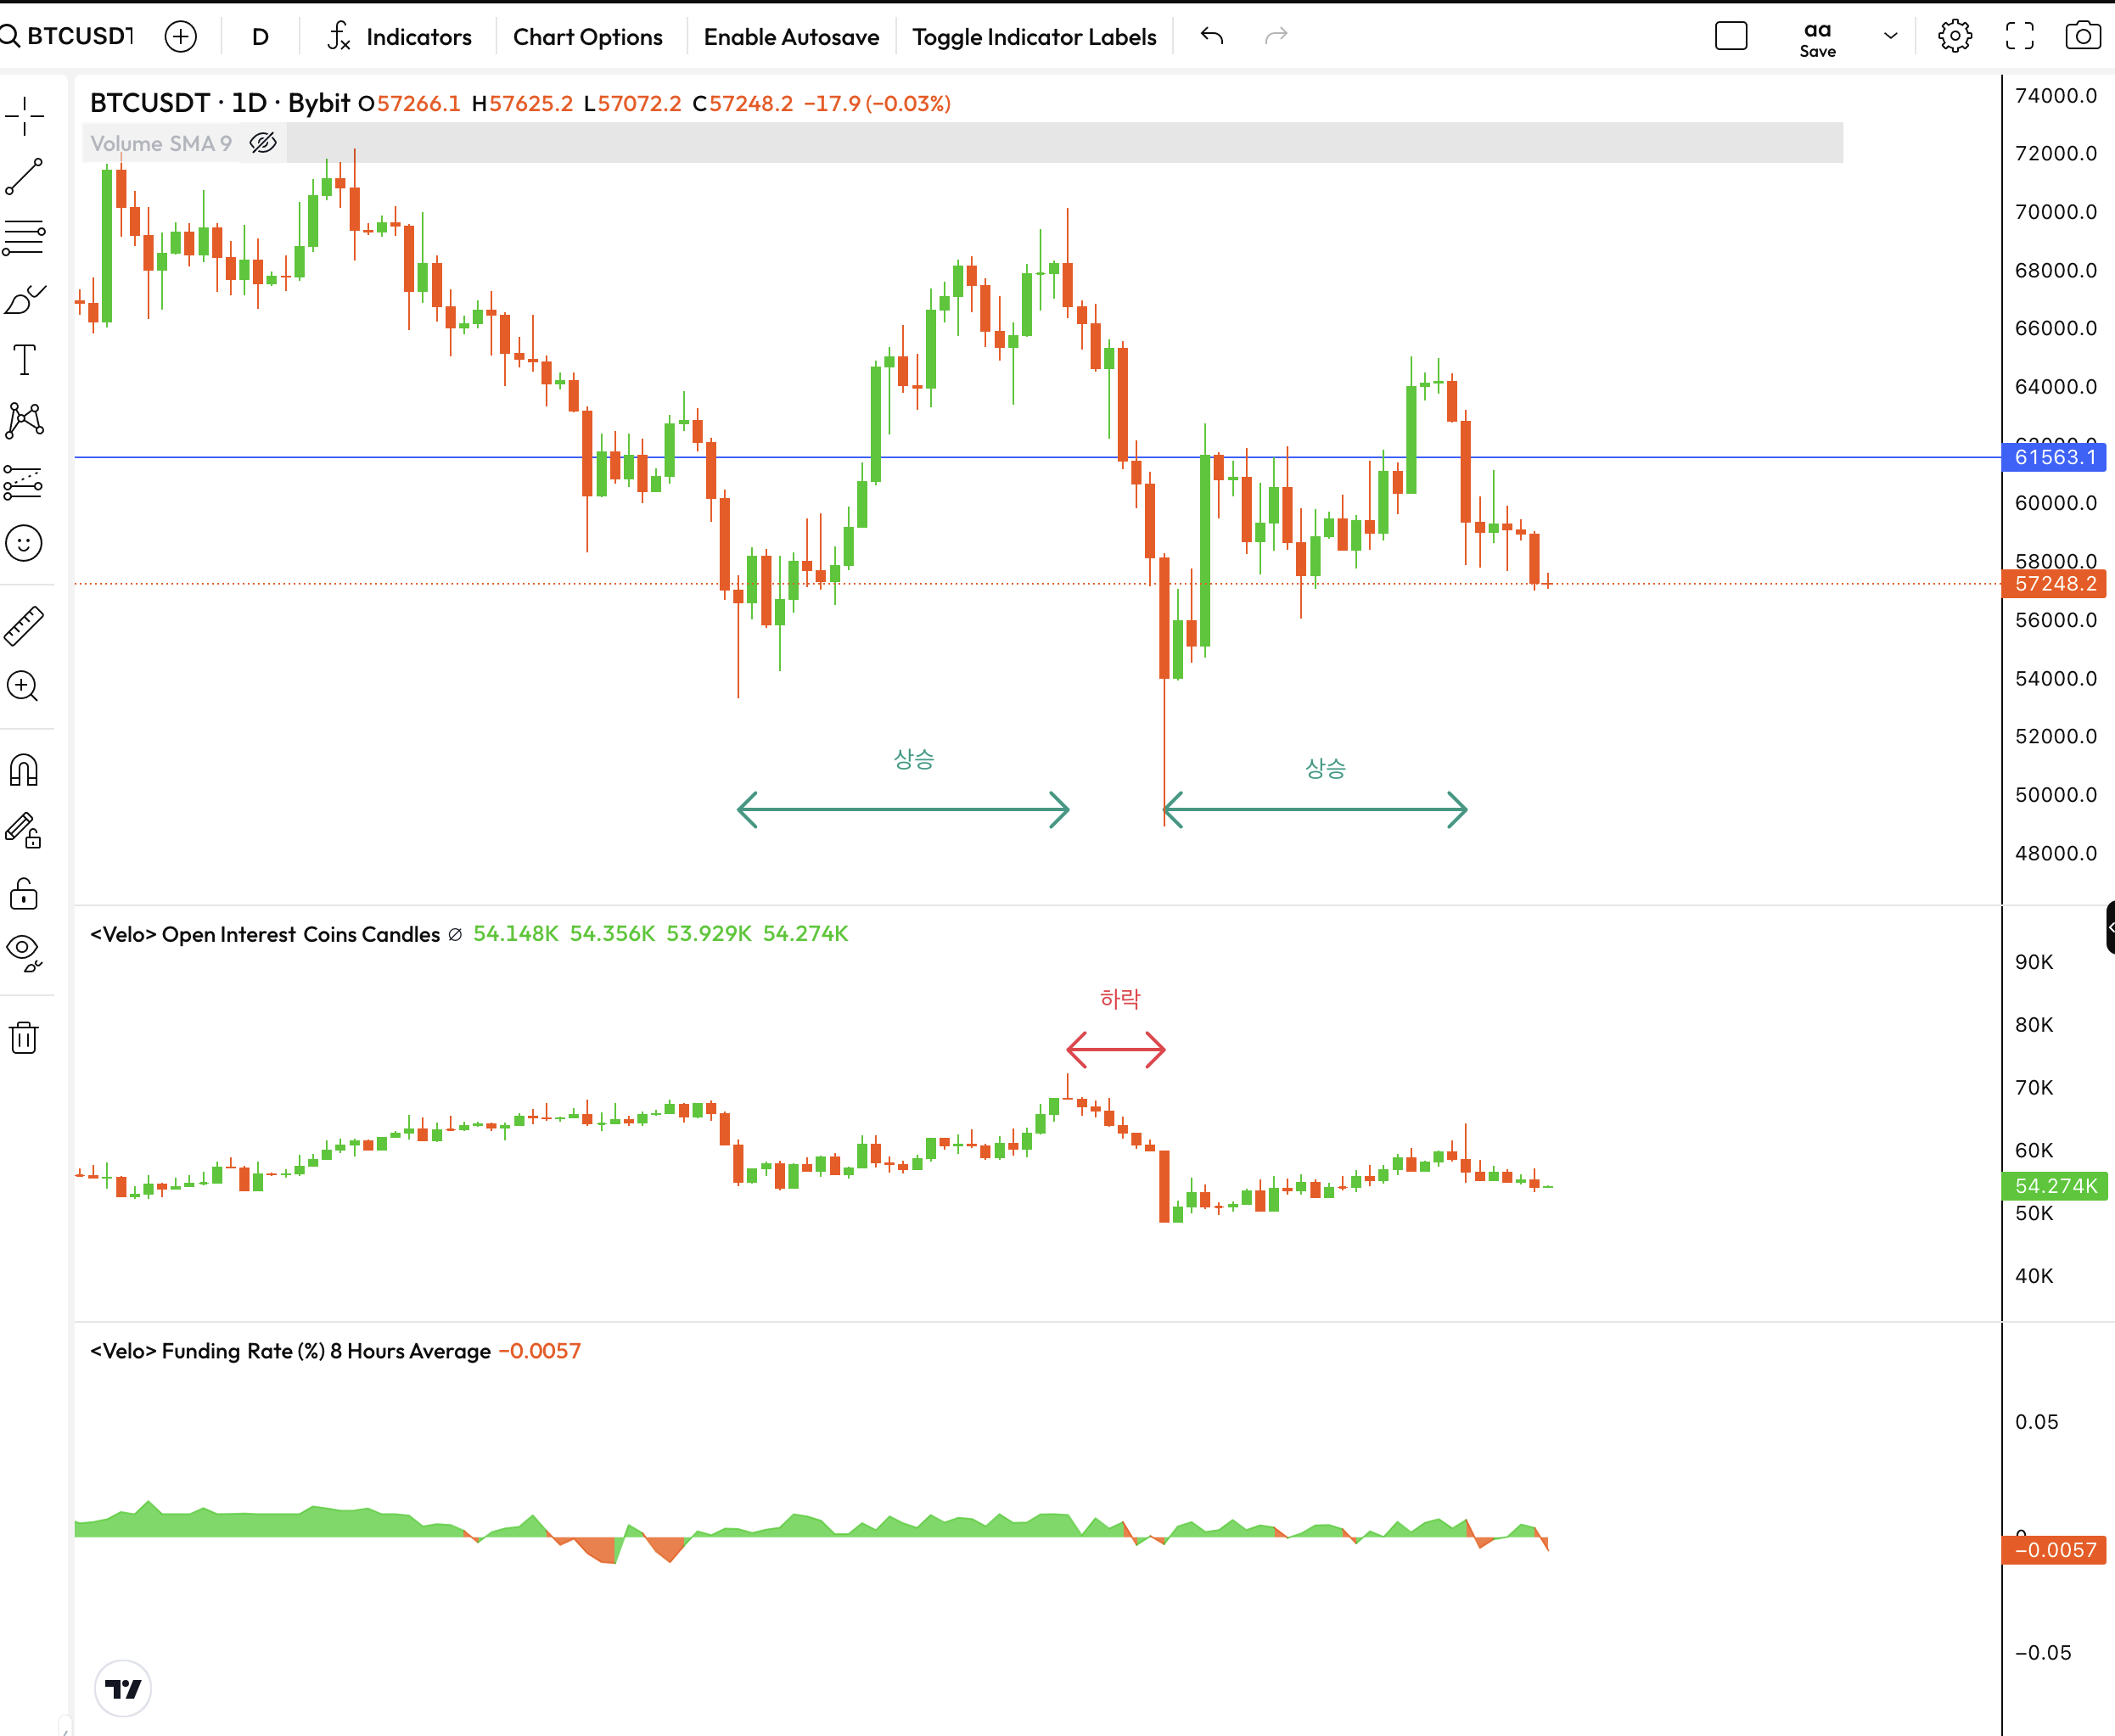 BTCUSDT
D
Indicators
Chart Options
Enable Autosave
Toggle Indicator Labels
aa
Save
BTCUSDT · 1D · Bybit O57266.1 H57625.2 L57072.2 C57248.2 −17.9 (−0.03%)
Volume SMA 9
74000.0
72000.0
70000.0
68000.0
66000.0
64000.0
62000.0
61563.1
60000.0
58000.0
57248.2
56000.0
54000.0
52000.0
50000.0
48000.0
상승
상승
<Velo> Open Interest Coins Candles ∅ 54.148K 54.356K 53.929K 54.274K
하락
90K
80K
70K
60K
54.274K
50K
40K
<Velo> Funding Rate (%) 8 Hours Average −0.0057
0.05
0
−0.0057
−0.05